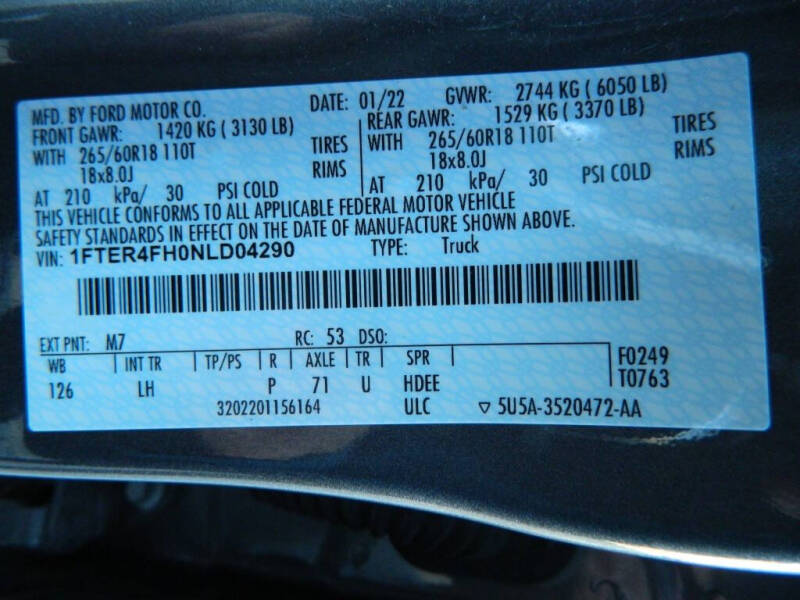 MFD. BY FORD MOTOR CO. DATE: 01/22 GVWR: 2744 KG ( 6050 LB)
FRONT GAWR: 1420 KG ( 3130 LB) REAR GAWR: 1529 KG ( 3370 LB)
WITH 265/60R18 110T TIRES WITH 265/60R18 110T TIRES
18x8.0J RIMS 18x8.0J RIMS
AT 210 kPa/ 30 PSI COLD AT 210 kPa/ 30 PSI COLD
THIS VEHICLE CONFORMS TO ALL APPLICABLE FEDERAL MOTOR VEHICLE
SAFETY STANDARDS IN EFFECT ON THE DATE OF MANUFACTURE SHOWN ABOVE.
VIN: 1FTER4FH0NLD04290 TYPE: Truck
EXT PNT: M7 RC: 53 DSO:
WB INT TR TP/PS R AXLE TR SPR F0249
126 LH P 71 U HDEE T0763
3202201156164 ULC ▽ 5U5A-3520472-AA